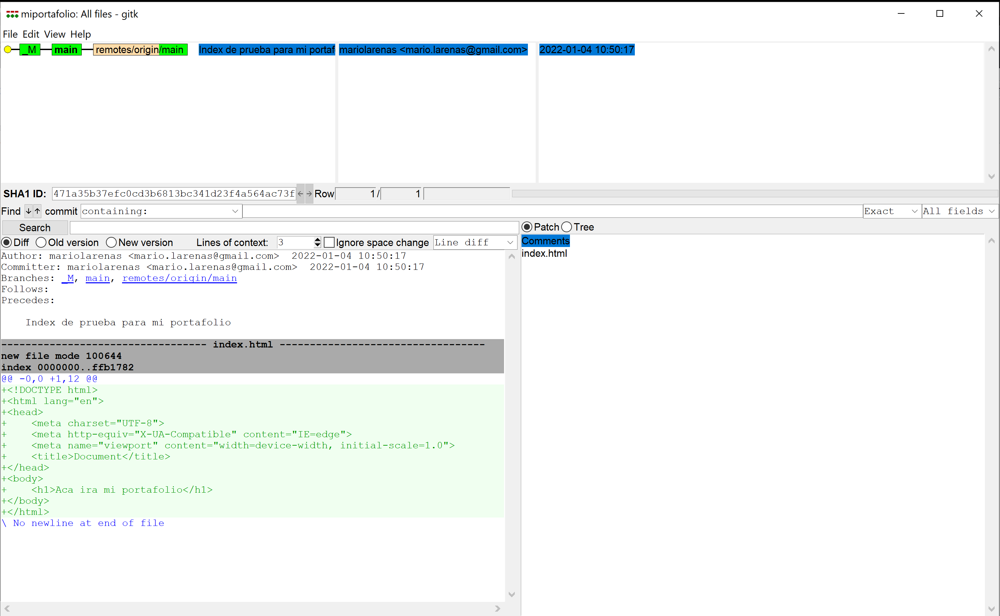 miportafolio: All files - gitk
File Edit View Help
_M main remotes/origin/main Index de prueba para mi portaf mariolarenas <mario.larenas@gmail.com> 2022-01-04 10:50:17
SHA1 ID: 471a35b37efc0cd3b6813bc341d23f4a564ac73f ← → Row 1 / 1
Find ↓ ↑ commit containing: Exact All fields
Search
Patch Tree
Diff Old version New version Lines of context: 3 Ignore space change Line diff
Comments
index.html
Author: mariolarenas <mario.larenas@gmail.com>  2022-01-04 10:50:17
Committer: mariolarenas <mario.larenas@gmail.com>  2022-01-04 10:50:17
Branches: _M, main, remotes/origin/main
Follows:
Precedes:
    Index de prueba para mi portafolio
---------------------------------- index.html ----------------------------------
new file mode 100644
index 0000000..ffb1782
@@ -0,0 +1,12 @@
+<!DOCTYPE html>
+<html lang="en">
+<head>
+    <meta charset="UTF-8">
+    <meta http-equiv="X-UA-Compatible" content="IE=edge">
+    <meta name="viewport" content="width=device-width, initial-scale=1.0">
+    <title>Document</title>
+</head>
+<body>
+    <h1>Aca ira mi portafolio</h1>
+</body>
+</html>
\ No newline at end of file